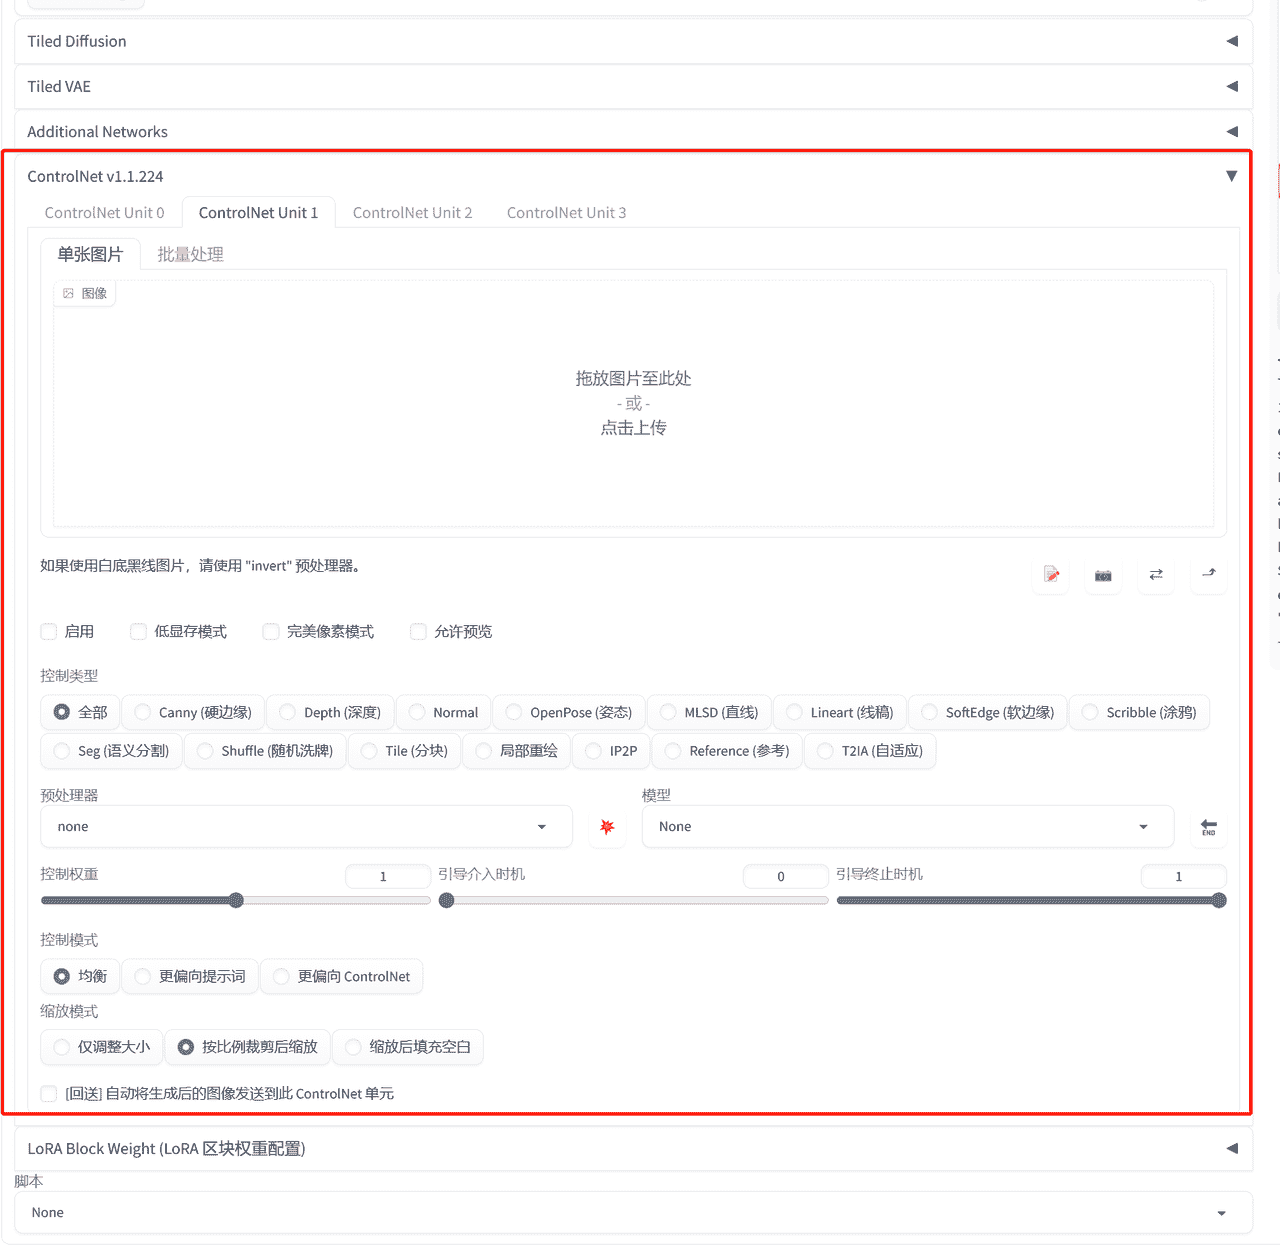 Tiled Diffusion
Tiled VAE
Additional Networks
ControlNet v1.1.224
ControlNet Unit 0 ControlNet Unit 1 ControlNet Unit 2 ControlNet Unit 3
单张图片 批量处理
图像
拖放图片至此处
- 或 -
点击上传
如果使用白底黑线图片，请使用 "invert" 预处理器。
启用 低显存模式 完美像素模式 允许预览
控制类型
全部 Canny (硬边缘) Depth (深度) Normal OpenPose (姿态) MLSD (直线) Lineart (线稿) SoftEdge (软边缘) Scribble (涂鸦)
Seg (语义分割) Shuffle (随机洗牌) Tile (分块) 局部重绘 IP2P Reference (参考) T2IA (自适应)
预处理器 模型
none None END
控制权重 1 引导介入时机 0 引导终止时机 1
控制模式
均衡 更偏向提示词 更偏向 ControlNet
缩放模式
仅调整大小 按比例裁剪后缩放 缩放后填充空白
[回送] 自动将生成后的图像发送到此 ControlNet 单元
LoRA Block Weight (LoRA 区块权重配置)
脚本
None